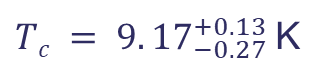 T_c = 9.17^{+0.13}_{-0.27} K